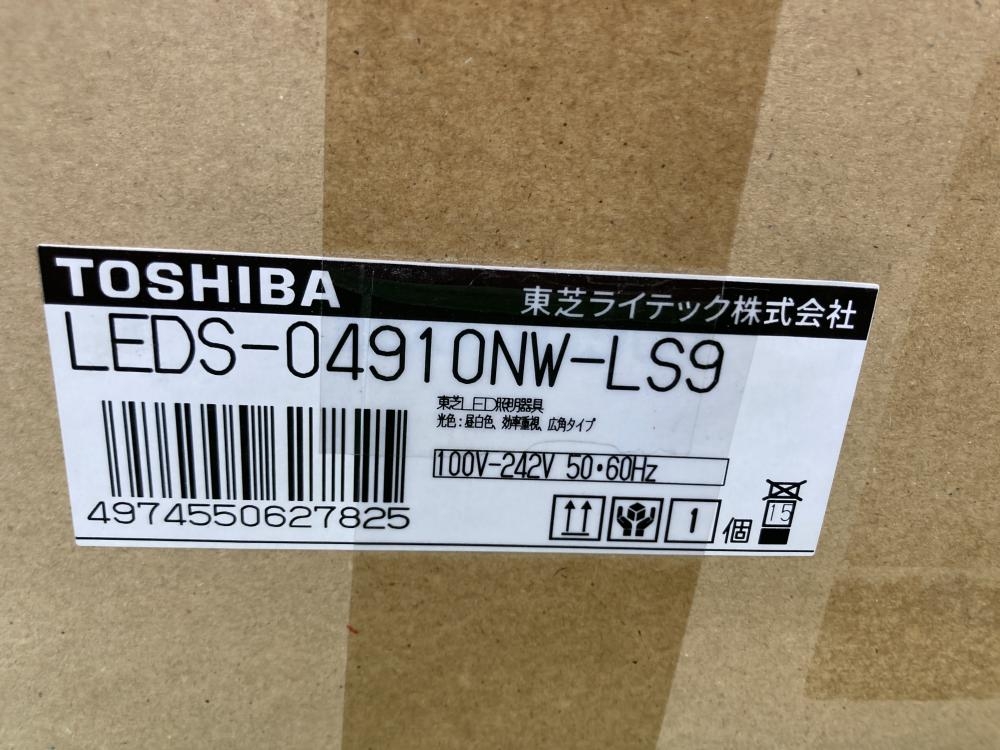 TOSHIBA 東芝ライテック株式会社
LEDS-04910NW-LS9
東芝LED照明器具
光色:昼白色、効率重視、広角タイプ
100V-242V 50・60Hz
4974550627825
1 個
15